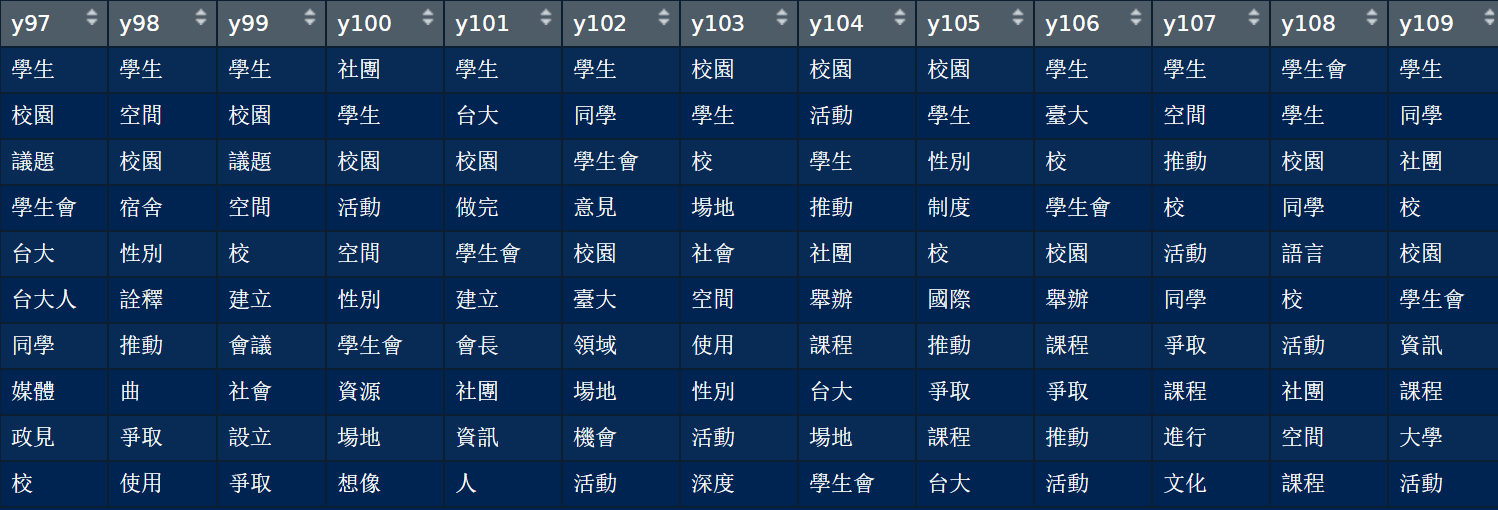 y97 y98 y99 y100 y101 y102 y103 y104 y105 y106 y107 y108 y109
學生 學生 學生 社團 學生 學生 校園 校園 校園 學生 學生 學生會 學生
校園 空間 校園 學生 台大 同學 學生 活動 學生 臺大 空間 學生 同學
議題 校園 議題 校園 校園 學生會 校 學生 性別 校 推動 校園 社團
學生會 宿舍 空間 活動 做完 意見 場地 推動 制度 學生會 校 同學 校
台大 性別 校 空間 學生會 校園 社會 社團 校 校園 活動 語言 校園
台大人 詮釋 建立 性別 建立 臺大 空間 舉辦 國際 舉辦 同學 校 學生會
同學 推動 會議 學生會 會長 領域 使用 課程 推動 課程 爭取 活動 資訊
媒體 曲 社會 資源 社團 場地 性別 台大 爭取 爭取 課程 社團 課程
政見 爭取 設立 場地 資訊 機會 活動 場地 課程 推動 進行 空間 大學
校 使用 爭取 想像 人 活動 深度 學生會 台大 活動 文化 課程 活動